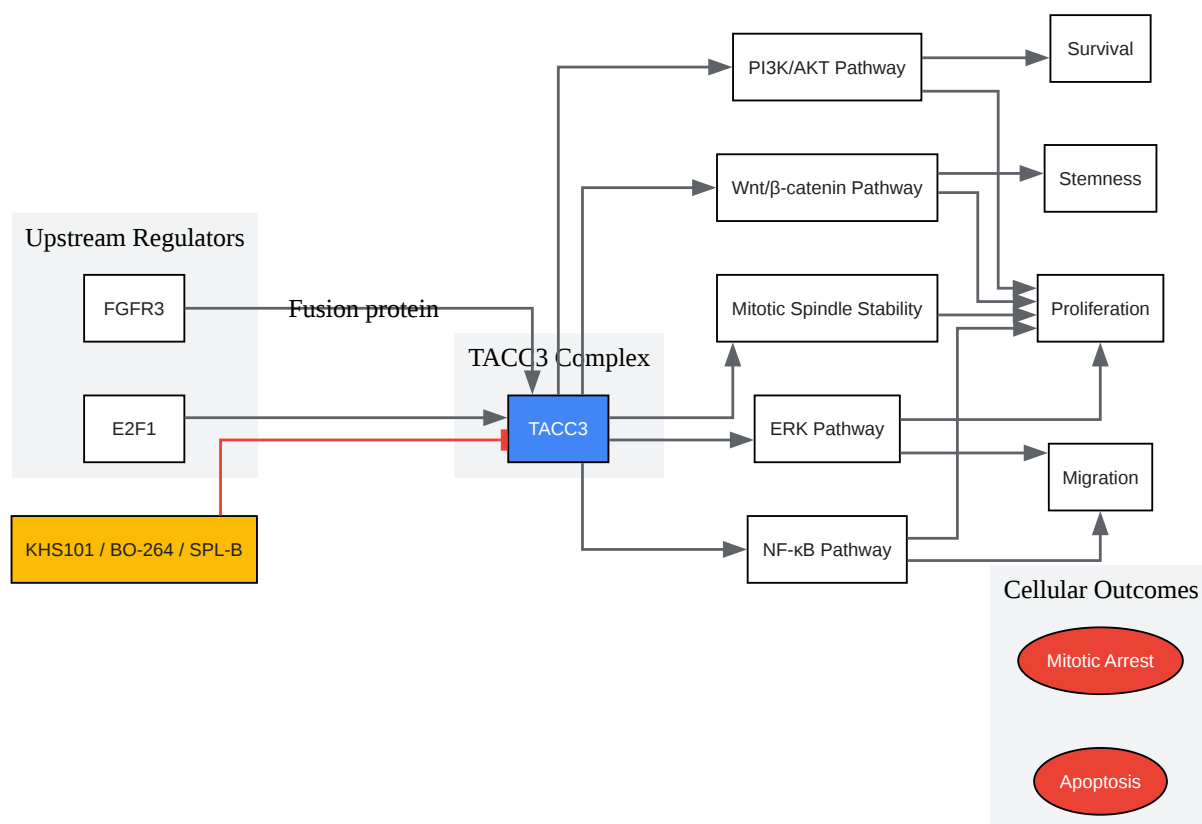 Upstream Regulators
FGFR3
E2F1
KHS101 / BO-264 / SPL-B
Fusion protein
TACC3 Complex
TACC3
PI3K/AKT Pathway
Wnt/β-catenin Pathway
Mitotic Spindle Stability
ERK Pathway
NF-κB Pathway
Survival
Stemness
Proliferation
Migration
Cellular Outcomes
Mitotic Arrest
Apoptosis